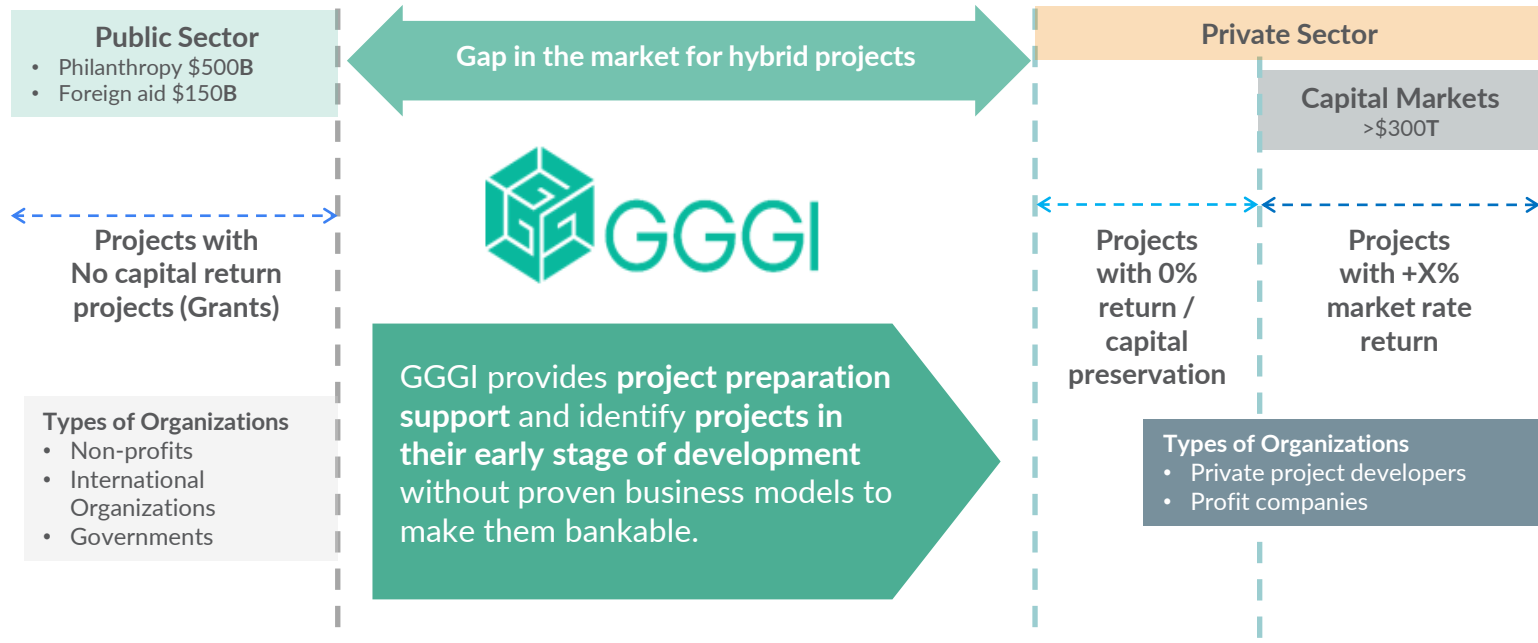 Public Sector
• Philanthropy $500B
• Foreign aid $150B
Gap in the market for hybrid projects
Private Sector
Capital Markets
>$300T
GGGI
Projects with
No capital return
projects (Grants)
Projects
with 0%
return /
capital
preservation
Projects
with +X%
market rate
return
GGGI provides project preparation
support and identify projects in
their early stage of development
without proven business models to
make them bankable.
Types of Organizations
• Non-profits
• International
Organizations
• Governments
Types of Organizations
• Private project developers
• Profit companies